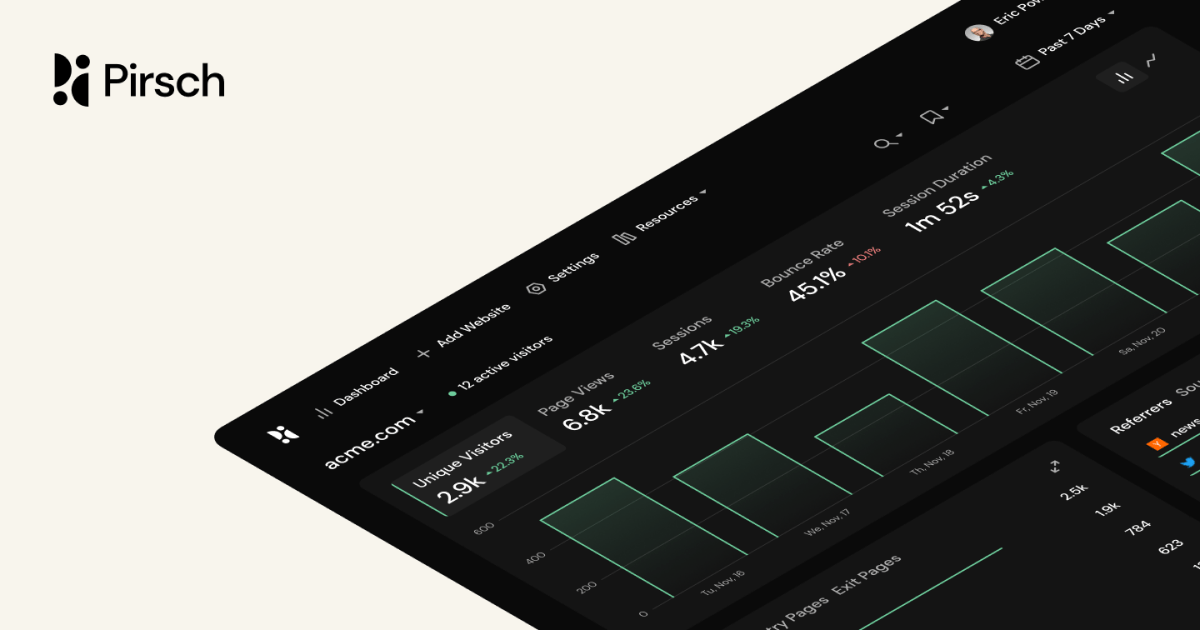 Pirsch
Eric
Past 7 Days
Dashboard
Add Website
Settings
Resources
acme.com
12 active visitors
Unique Visitors
2.9k 22.3%
Page Views
6.8k 23.6%
Sessions
4.7k 19.3%
Bounce Rate
45.1% 10.1%
Session Duration
1m 52s 4.3%
600
400
200
0
Tu, Nov, 16
We, Nov, 17
Th, Nov, 18
Fr, Nov, 19
Sa, Nov, 20
Pages Exit Pages
2.5k
1.9k
784
623
Referrers
news